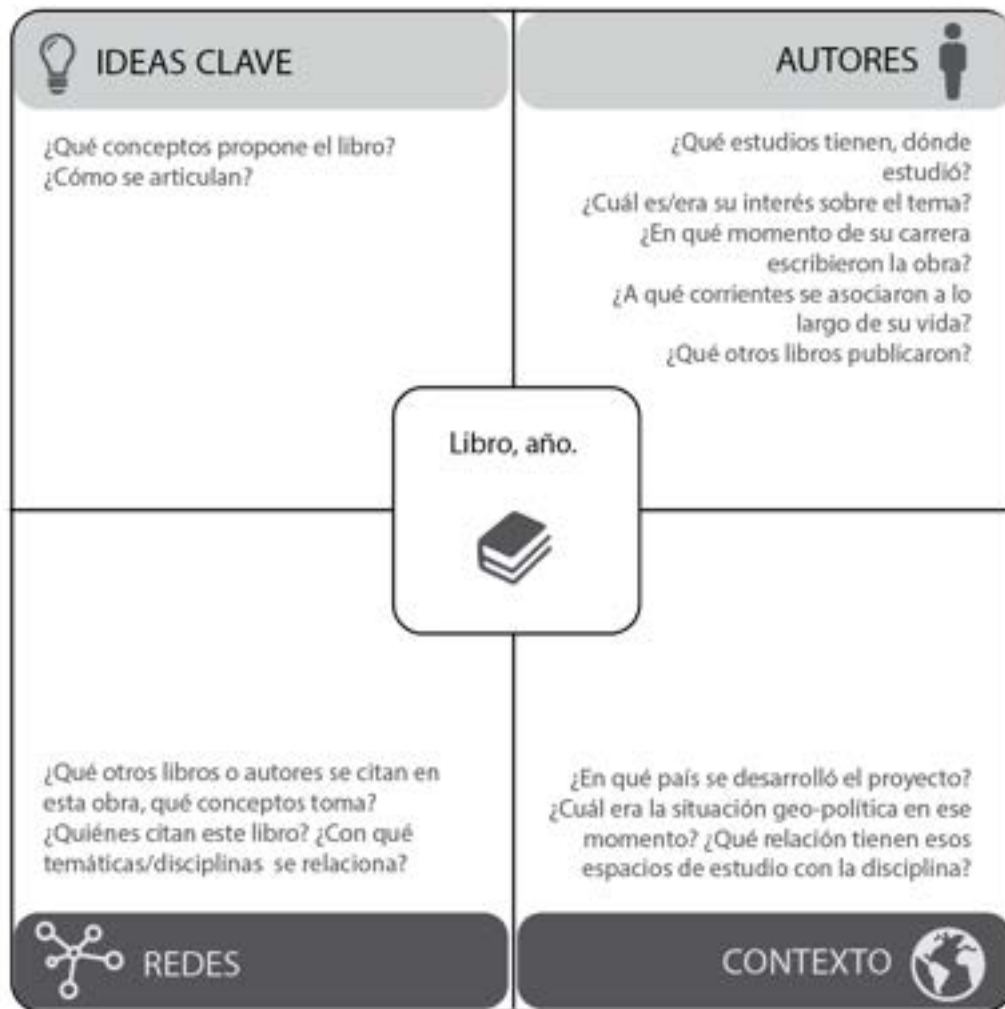 IDEAS CLAVE
¿Qué conceptos propone el libro?
¿Cómo se articulan?
AUTORES
¿Qué estudios tienen, dónde
estudió?
¿Cuál es/era su interés sobre el tema?
¿En qué momento de su carrera
escribieron la obra?
¿A qué corrientes se asociaron a lo
largo de su vida?
¿Qué otros libros publicaron?
Libro, año.
¿Qué otros libros o autores se citan en
esta obra, qué conceptos toma?
¿Quiénes citan este libro? ¿Con qué
temáticas/disciplinas se relaciona?
REDES
¿En qué país se desarrolló el proyecto?
¿Cuál era la situación geo-política en ese
momento? ¿Qué relación tienen esos
espacios de estudio con la disciplina?
CONTEXTO